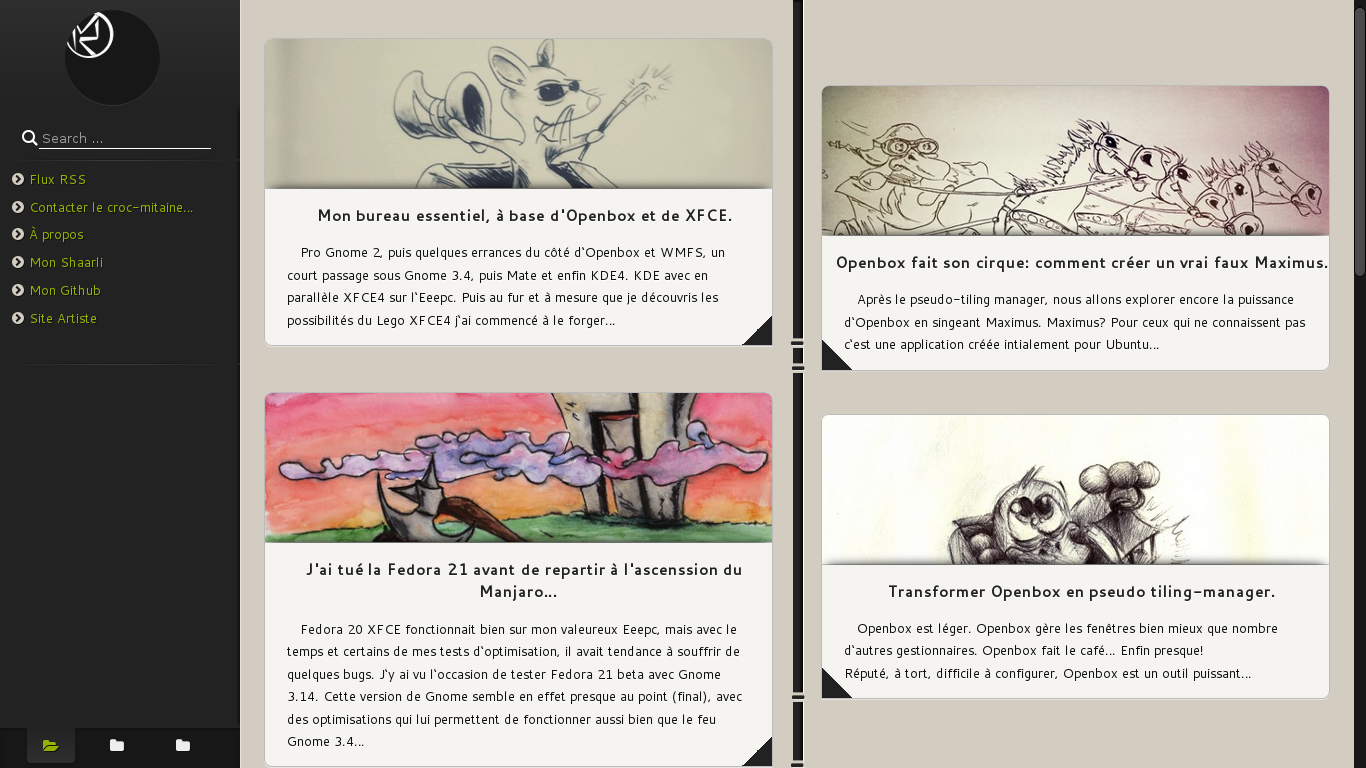 Search ...
Flux RSS
Contacter le croc-mitaine...
À propos
Mon Shaarli
Mon Github
Site Artiste
Mon bureau essentiel, à base d'Openbox et de XFCE.
Pro Gnome 2, puis quelques errances du côté d'Openbox et WMFS, un
court passage sous Gnome 3.4, puis Mate et enfin KDE4. KDE avec en
parallèle XFCE4 sur l'Eeepc. Puis au fur et à mesure que je découvris les
possibilités du Lego XFCE4 j'ai commencé à le forger...
J'ai tué la Fedora 21 avant de repartir à l'ascenssion du
Manjaro...
Fedora 20 XFCE fonctionnait bien sur mon valeureux Eeepc, mais avec le
temps et certains de mes tests d'optimisation, il avait tendance à souffrir de
quelques bugs. J'y ai vu l'occasion de tester Fedora 21 beta avec Gnome
3.14. Cette version de Gnome semble en effet presque au point (final), avec
des optimisations qui lui permettent de fonctionner aussi bien que le feu
Gnome 3.4...
Openbox fait son cirque: comment créer un vrai faux Maximus.
Après le pseudo-tiling manager, nous allons explorer encore la puissance
d'Openbox en singeant Maximus. Maximus? Pour ceux qui ne connaissent pas
c'est une application créée intialement pour Ubuntu...
Transformer Openbox en pseudo tiling-manager.
Openbox est léger. Openbox gère les fenêtres bien mieux que nombre
d'autres gestionnaires. Openbox fait le café... Enfin presque!
Réputé, à tort, difficile à configurer, Openbox est un outil puissant...